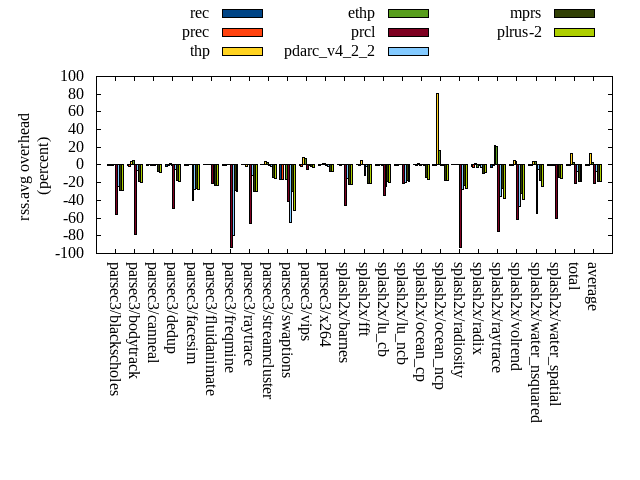 rec
prec
thp
ethp
prcl
pdarc_v4_2_2
mprs
plrus-2
rss.avg overhead
(percent)
100
80
60
40
20
0
-20
-40
-60
-80
-100
parsec3/blackscholes
parsec3/bodytrack
parsec3/canneal
parsec3/dedup
parsec3/facesim
parsec3/fluidanimate
parsec3/freqmine
parsec3/raytrace
parsec3/streamcluster
parsec3/swaptions
parsec3/vips
parsec3/x264
splash2x/barnes
splash2x/fft
splash2x/lu_cb
splash2x/lu_ncb
splash2x/ocean_cp
splash2x/ocean_ncp
splash2x/radiosity
splash2x/radix
splash2x/raytrace
splash2x/volrend
splash2x/water_nsquared
splash2x/water_spatial
total
average